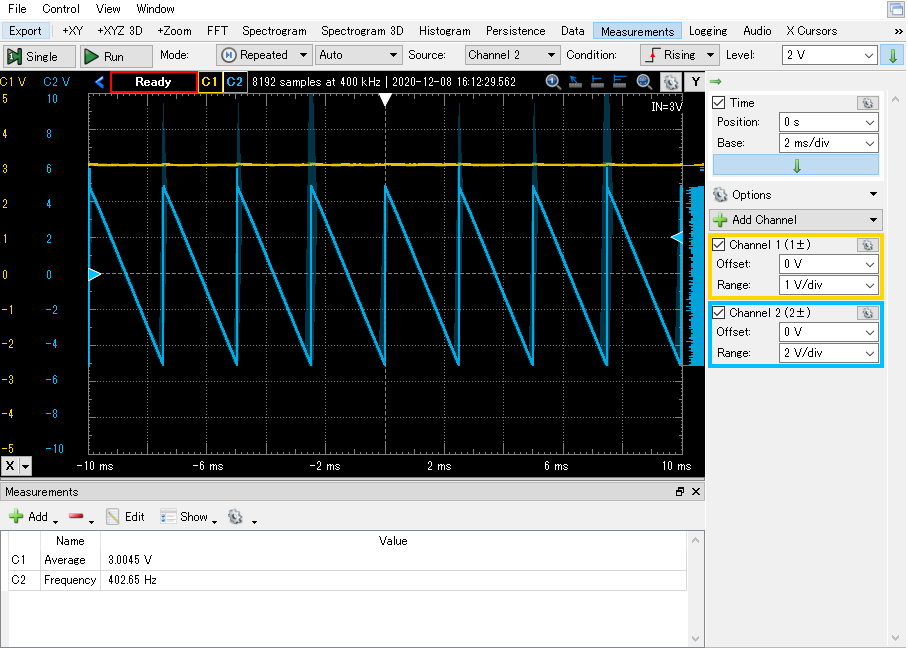 File Control View Window
Export +XY +XYZ 3D +Zoom FFT Spectrogram Spectrogram 3D Histogram Persistence Data Measurements Logging Audio X Cursors »
Single Run Mode: Repeated Auto Source: Channel 2 Condition: Rising Level: 2 V
C1 V C2 V Ready C1 C2 8192 samples at 400 kHz | 2020-12-08 16:12:29.562 Y
IN=3V
5 10
4 8
3 6
2 4
1 2
0 0
-1 -2
-2 -4
-3 -6
-4 -8
-5 -10
X -10 ms -6 ms -2 ms 2 ms 6 ms 10 ms
Time
Position: 0 s
Base: 2 ms/div
Options
Add Channel
Channel 1 (1±)
Offset: 0 V
Range: 1 V/div
Channel 2 (2±)
Offset: 0 V
Range: 2 V/div
Measurements
Add Edit Show
Name Value
C1 Average 3.0045 V
C2 Frequency 402.65 Hz